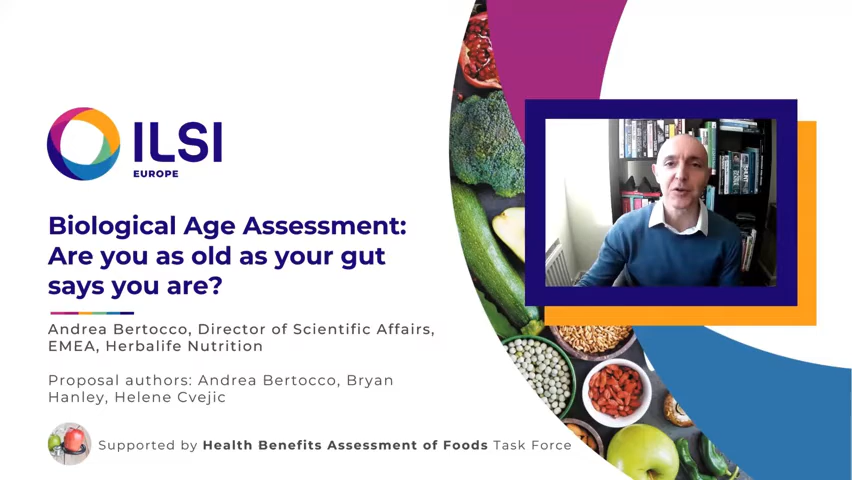 ILSI
EUROPE
Biological Age Assessment:
Are you as old as your gut
says you are?
Andrea Bertocco, Director of Scientific Affairs,
EMEA, Herbalife Nutrition
Proposal authors: Andrea Bertocco, Bryan
Hanley, Helene Cvejic
Supported by Health Benefits Assessment of Foods Task Force